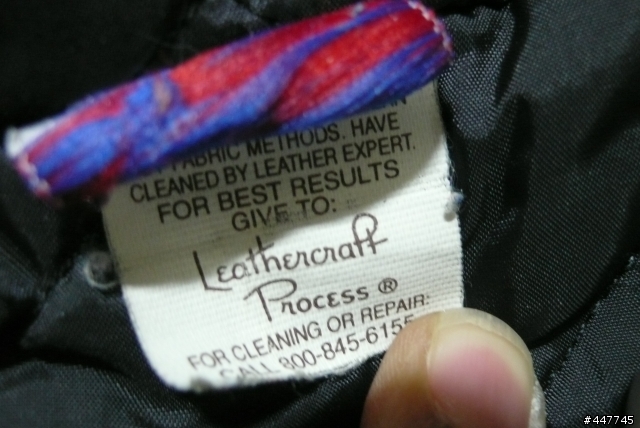 FABRIC METHODS. HAVE
CLEANED BY LEATHER EXPERT.
FOR BEST RESULTS
GIVE TO:
Leathercraft
Process ®
FOR CLEANING OR REPAIR:
CALL 800-845-6155
#447745